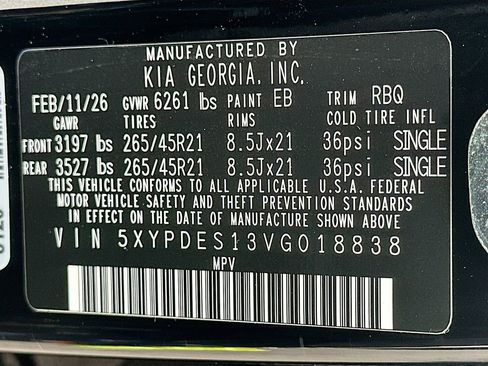 MANUFACTURED BY
KIA GEORGIA, INC.
FEB/11/26 GVWR 6261 lbs PAINT EB TRIM RBQ
GAWR TIRES RIMS COLD TIRE INFL
FRONT 3197 lbs 265/45R21 8.5Jx21 36psi SINGLE
REAR 3527 lbs 265/45R21 8.5Jx21 36psi SINGLE
THIS VEHICLE CONFORMS TO ALL APPLICABLE U.S. FEDERAL
MOTOR VEHICLE SAFETY AND THEFT PREVENTION STANDARDS
IN EFFECT ON THE DATE OF MANUFACTURE SHOWN ABOVE.
VIN 5XYPDES13VG018838
MPV